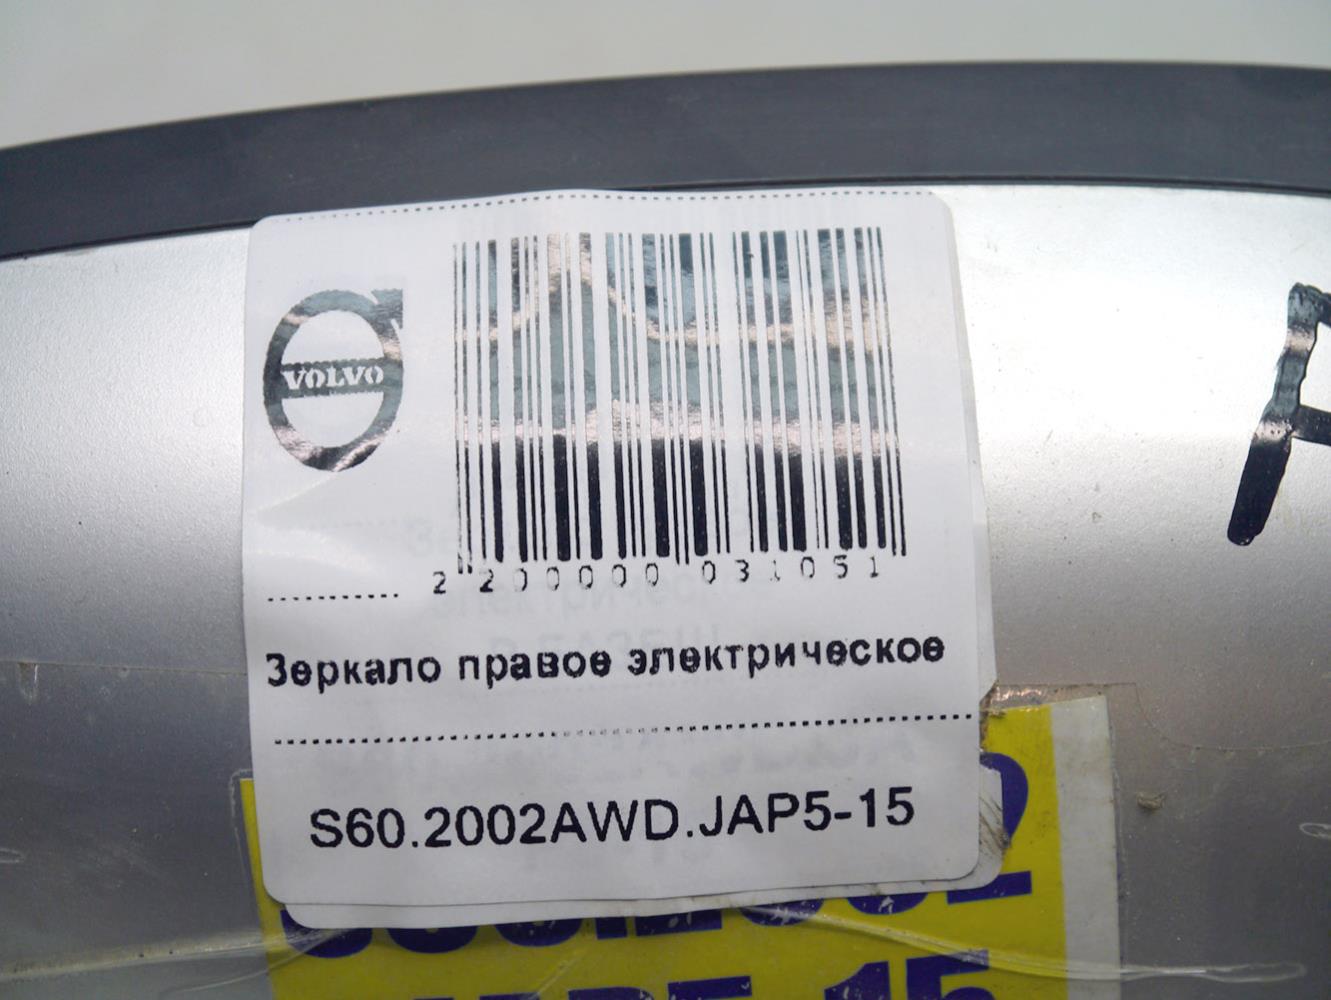 VOLVO
2 200000 031051
Зеркало правое электрическое
S60.2002AWD.JAP5-15